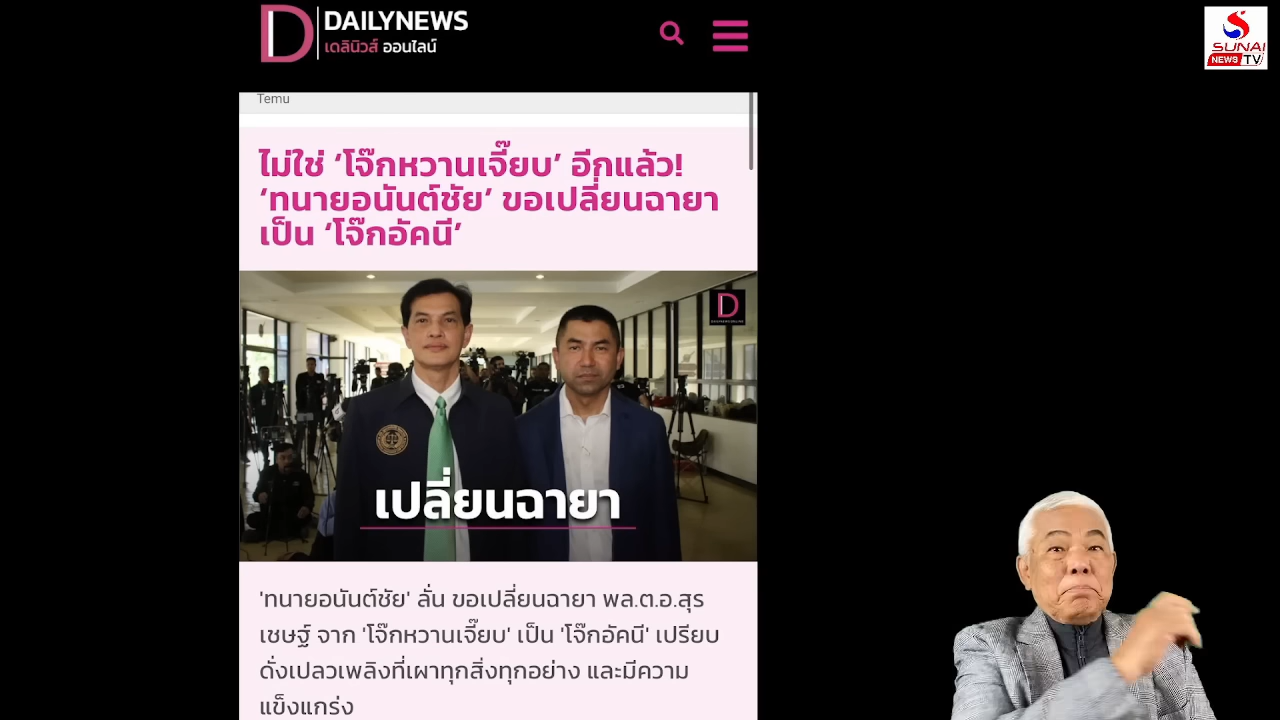 DAILYNEWS
เดลินิวส์ ออนไลน์
SUNAI
NEWS TV
Temu
ไม่ใช่ ‘โจ๊กหวานเจี๊ยบ’ อีกแล้ว!
‘ทนายอนันต์ชัย’ ขอเปลี่ยนฉายา
เป็น ‘โจ๊กอัคนี’
D
เปลี่ยนฉายา
'ทนายอนันต์ชัย' ลั่น ขอเปลี่ยนฉายา พล.ต.อ.สุร
เชษฐ์ จาก 'โจ๊กหวานเจี๊ยบ' เป็น 'โจ๊กอัคนี' เปรียบ
ดั่งเปลวเพลิงที่เผาทุกสิ่งทุกอย่าง และมีความ
แข็งแกร่ง